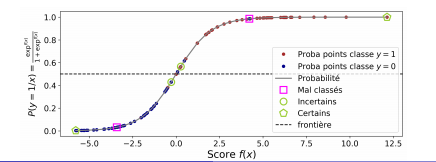 P(y = 1/x) = exp^f(x) / 1 + exp^f(x)
1.0
0.8
0.6
0.4
0.2
0.0
Proba points classe y = 1
Proba points classe y = 0
Probabilité
Mal classés
Incertains
Certains
frontière
−5.0 −2.5 0.0 2.5 5.0 7.5 10.0 12.5
Score f(x)